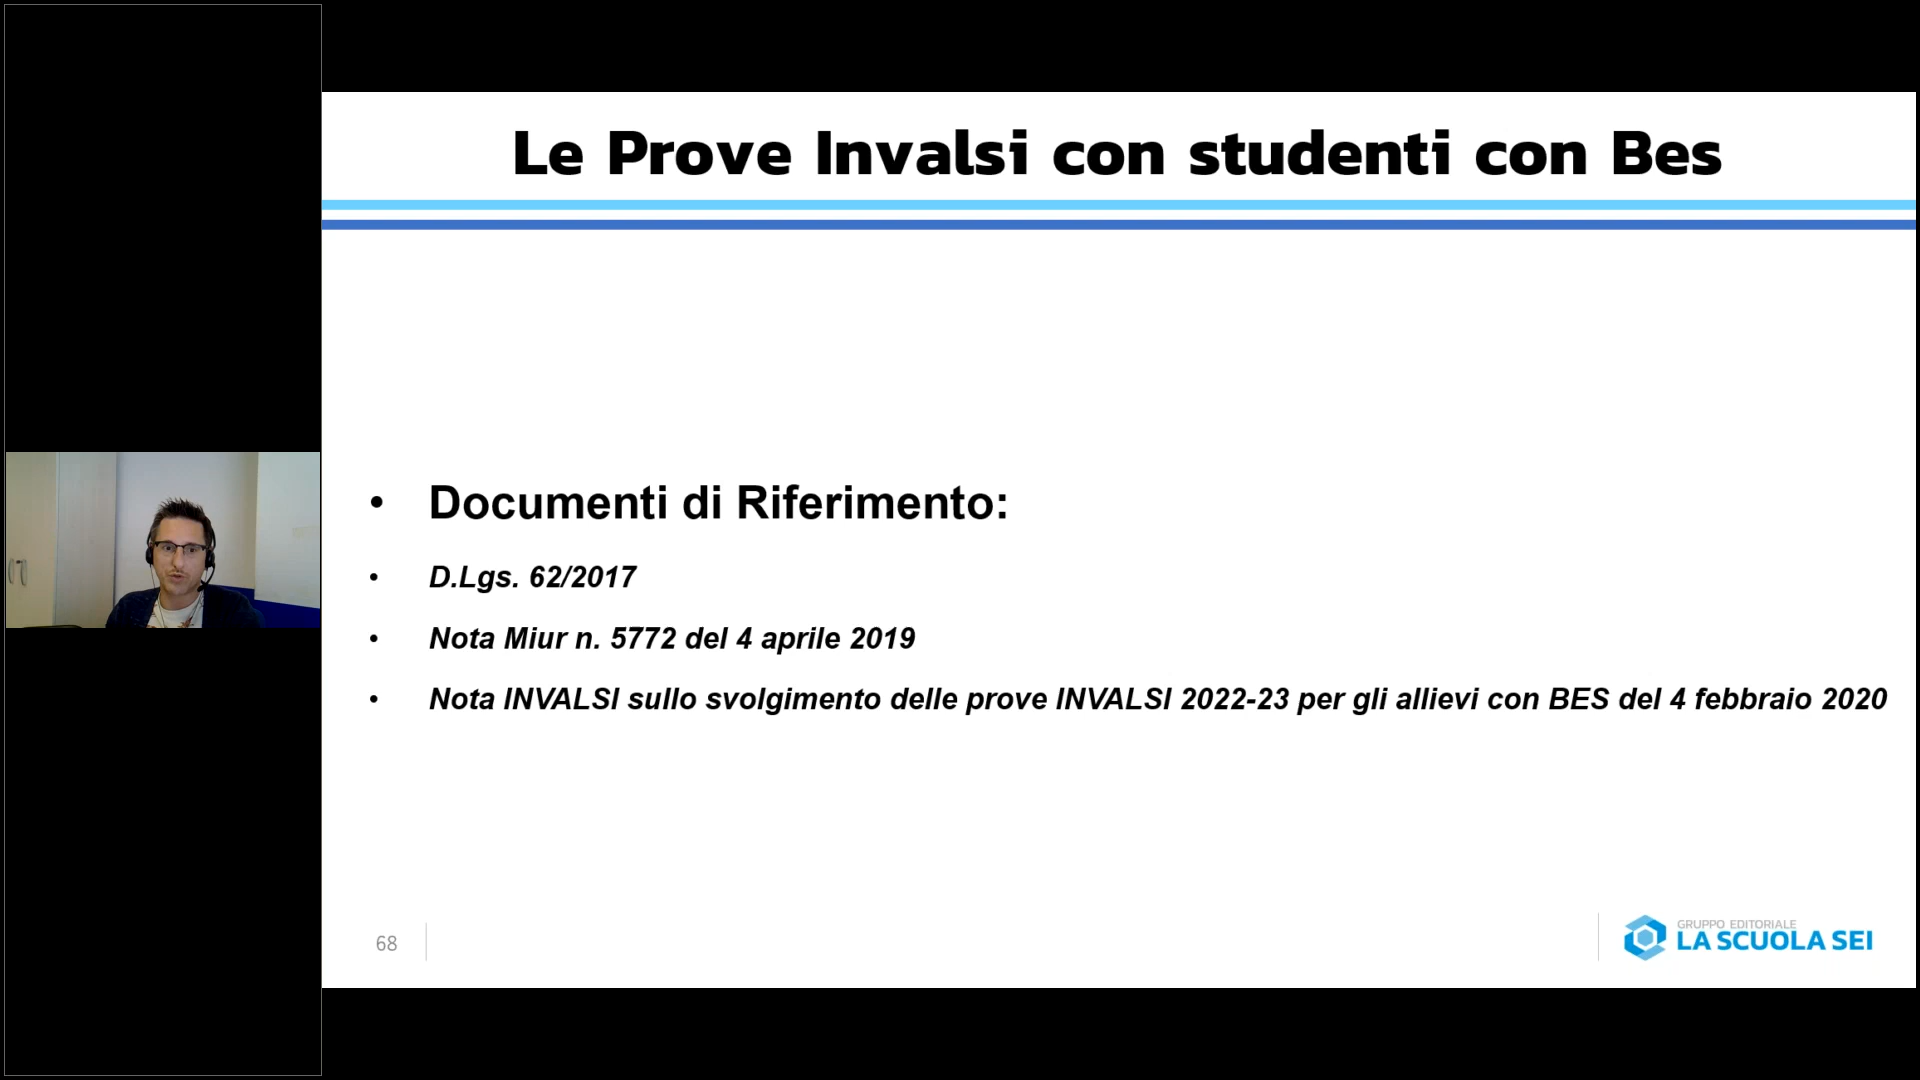 Le Prove Invalsi con studenti con Bes
• Documenti di Riferimento:
• D.Lgs. 62/2017
• Nota Miur n. 5772 del 4 aprile 2019
• Nota INVALSI sullo svolgimento delle prove INVALSI 2022-23 per gli allievi con BES del 4 febbraio 2020
68
GRUPPO EDITORIALE
LA SCUOLA SEI